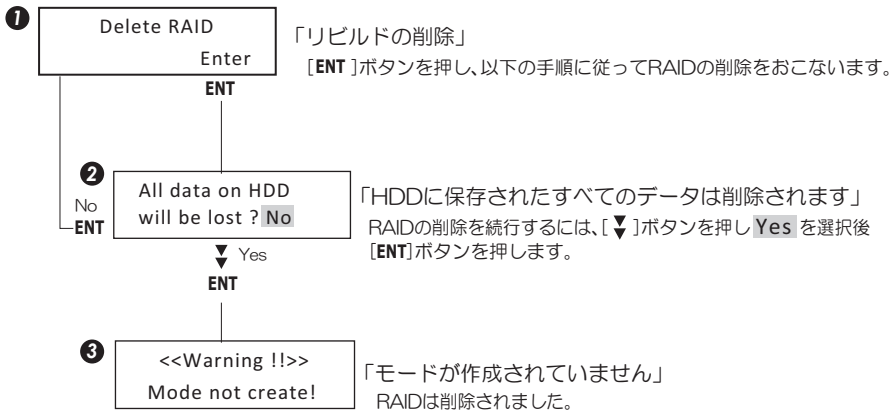 ❶
Delete RAID
Enter
「リビルドの削除」
[ENT ]ボタンを押し、以下の手順に従ってRAIDの削除をおこないます。
ENT
❷
All data on HDD
will be lost ? No
「HDDに保存されたすべてのデータは削除されます」
RAIDの削除を続行するには、[ ▼▼ ]ボタンを押し Yes を選択後
[ENT]ボタンを押します。
No
ENT
▼▼ Yes
ENT
❸
<<Warning !!>>
Mode not create!
「モードが作成されていません」
RAIDは削除されました。